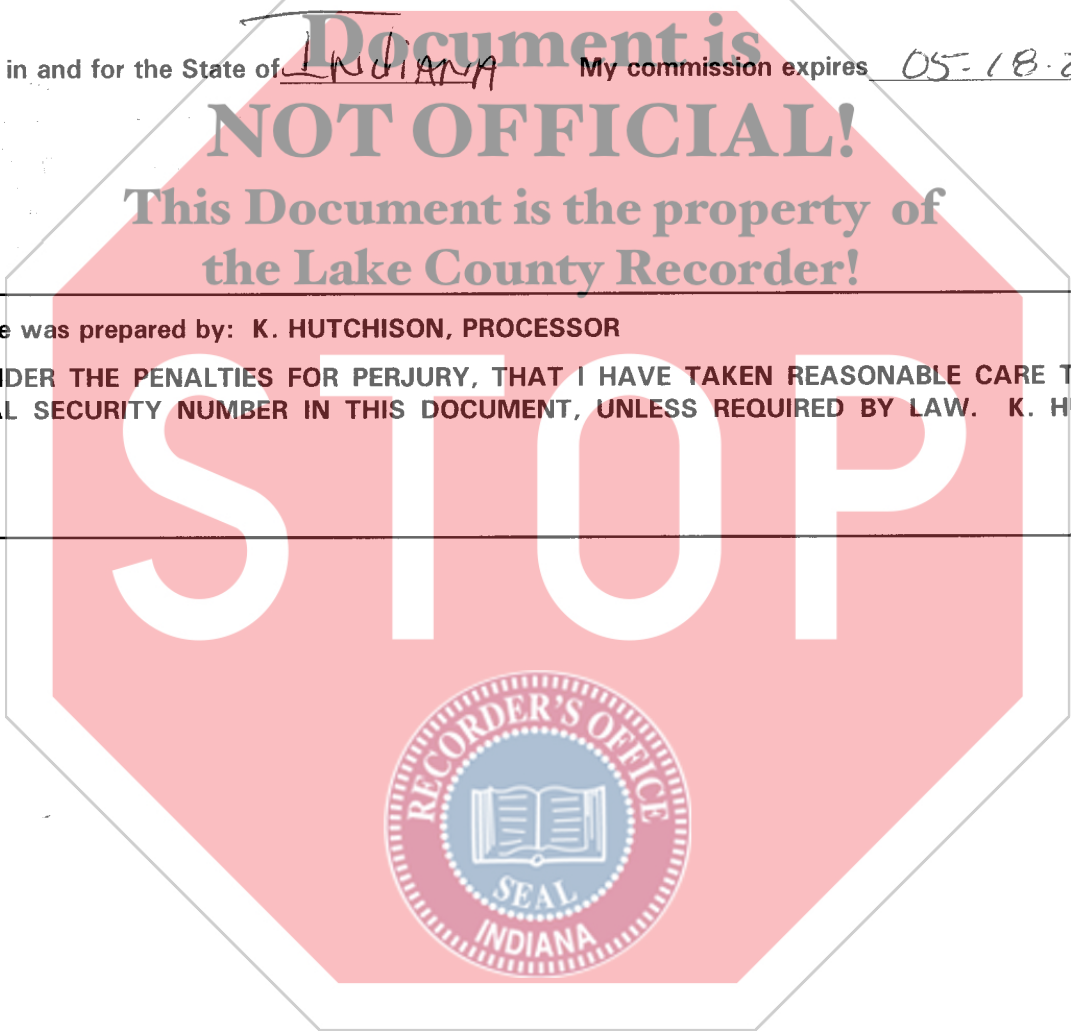 Document is
in and for the State of INdiANA My commission expires 05-18-2
NOT OFFICIAL!
This Document is the property of
the Lake County Recorder!
e was prepared by: K. HUTCHISON, PROCESSOR
DER THE PENALTIES FOR PERJURY, THAT I HAVE TAKEN REASONABLE CARE T
L SECURITY NUMBER IN THIS DOCUMENT, UNLESS REQUIRED BY LAW. K. H
STOP
RECORDER'S OFFICE
SEAL
INDIANA